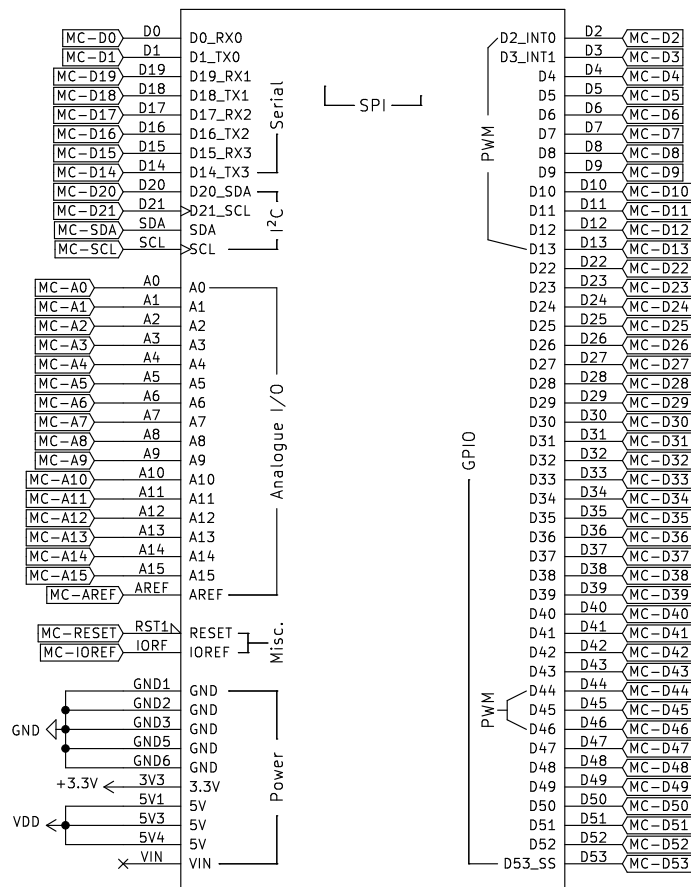 MC-D0 D0 D0_RX0
MC-D1 D1 D1_TX0
MC-D19 D19 D19_RX1
MC-D18 D18 D18_TX1
MC-D17 D17 D17_RX2
MC-D16 D16 D16_TX2
MC-D15 D15 D15_RX3
MC-D14 D14 D14_TX3
Serial
MC-D20 D20 D20_SDA
MC-D21 D21 D21_SCL
MC-SDA SDA SDA
MC-SCL SCL SCL
I²C
MC-A0 A0 A0
MC-A1 A1 A1
MC-A2 A2 A2
MC-A3 A3 A3
MC-A4 A4 A4
MC-A5 A5 A5
MC-A6 A6 A6
MC-A7 A7 A7
MC-A8 A8 A8
MC-A9 A9 A9
MC-A10 A10 A10
MC-A11 A11 A11
MC-A12 A12 A12
MC-A13 A13 A13
MC-A14 A14 A14
MC-A15 A15 A15
MC-AREF AREF AREF
Analogue I/O
MC-RESET RST1 RESET
MC-IOREF IORF IOREF
Misc.
GND1 GND
GND2 GND
GND GND3 GND
GND5 GND
GND6 GND
+3.3V 3V3 3.3V
5V1 5V
VDD 5V3 5V
5V4 5V
VIN VIN
Power
SPI
D2_INT0 D2 MC-D2
D3_INT1 D3 MC-D3
D4 D4 MC-D4
D5 D5 MC-D5
D6 D6 MC-D6
D7 D7 MC-D7
D8 D8 MC-D8
D9 D9 MC-D9
D10 D10 MC-D10
D11 D11 MC-D11
D12 D12 MC-D12
D13 D13 MC-D13
PWM
D22 D22 MC-D22
D23 D23 MC-D23
D24 D24 MC-D24
D25 D25 MC-D25
D26 D26 MC-D26
D27 D27 MC-D27
D28 D28 MC-D28
D29 D29 MC-D29
D30 D30 MC-D30
D31 D31 MC-D31
D32 D32 MC-D32
D33 D33 MC-D33
D34 D34 MC-D34
D35 D35 MC-D35
D36 D36 MC-D36
D37 D37 MC-D37
D38 D38 MC-D38
D39 D39 MC-D39
D40 D40 MC-D40
D41 D41 MC-D41
D42 D42 MC-D42
D43 D43 MC-D43
D44 D44 MC-D44
D45 D45 MC-D45
D46 D46 MC-D46
PWM
D47 D47 MC-D47
D48 D48 MC-D48
D49 D49 MC-D49
D50 D50 MC-D50
D51 D51 MC-D51
D52 D52 MC-D52
D53_SS D53 MC-D53
GPIO